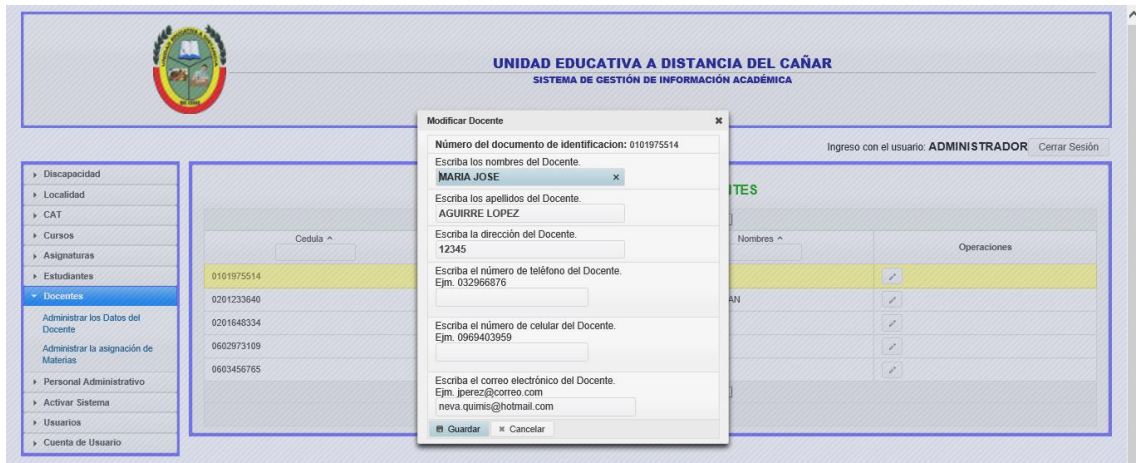 UNIDAD EDUCATIVA A DISTANCIA DEL CAÑAR
SISTEMA DE GESTIÓN DE INFORMACIÓN ACADÉMICA
Ingreso con el usuario: ADMINISTRADOR Cerrar Sesión
Discapacidad
Localidad
CAT
Cursos
Asignaturas
Estudiantes
Docentes
Administrar los Datos del
Docente
Administrar la asignación de
Materias
Personal Administrativo
Activar Sistema
Usuarios
Cuenta de Usuario
Cedula
Nombres
Operaciones
0101975514
0201233640
0201648334
0602973109
0603456765
Modificar Docente
Número del documento de identificacion: 0101975514
Escriba los nombres del Docente.
MARIA JOSE
Escriba los apellidos del Docente.
AGUIRRE LOPEZ
Escriba la dirección del Docente.
12345
Escriba el número de teléfono del Docente.
Ejm. 032966876
Escriba el número de celular del Docente.
Ejm. 0969403959
Escriba el correo electrónico del Docente.
Ejm. jperez@correo.com
neva.quimis@hotmail.com
Guardar Cancelar